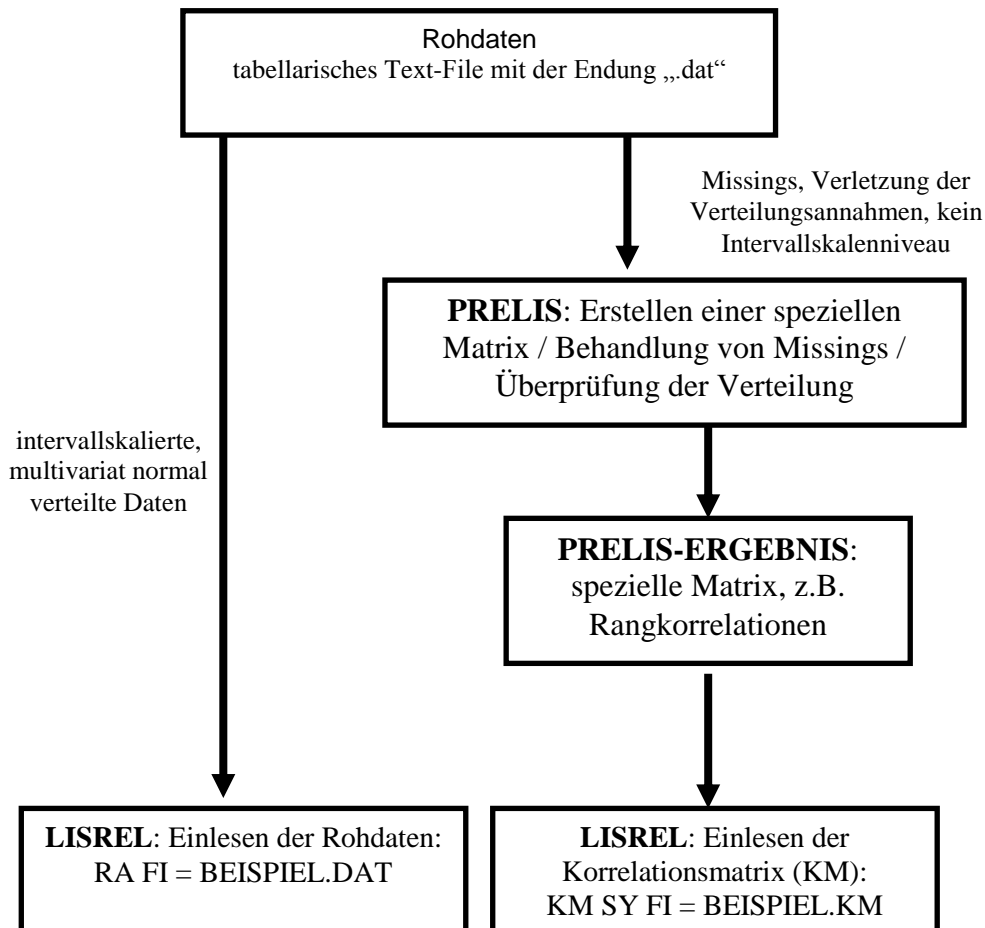 Rohdaten
tabellarisches Text-File mit der Endung „.dat“
Missings, Verletzung der
Verteilungsannahmen, kein
Intervallskalenniveau
PRELIS: Erstellen einer speziellen
Matrix / Behandlung von Missings /
Überprüfung der Verteilung
intervallskalierte,
multivariat normal
verteilte Daten
PRELIS-ERGEBNIS:
spezielle Matrix, z.B.
Rangkorrelationen
LISREL: Einlesen der Rohdaten:
RA FI = BEISPIEL.DAT
LISREL: Einlesen der
Korrelationsmatrix (KM):
KM SY FI = BEISPIEL.KM